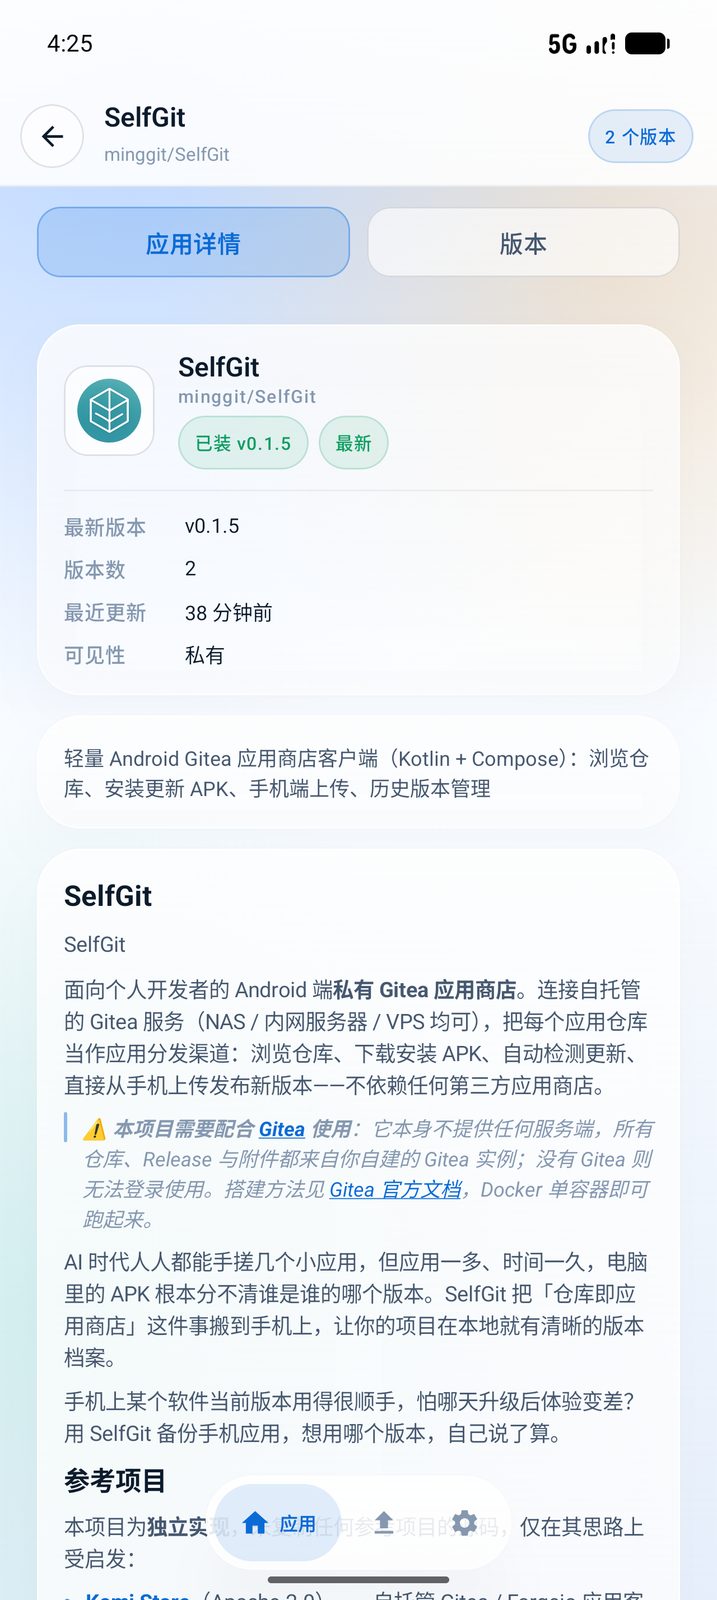 4:25
5G
SelfGit
minggit/SelfGit
2 个版本
应用详情
版本
SelfGit
minggit/SelfGit
已装 v0.1.5
最新
最新版本 v0.1.5
版本数 2
最近更新 38 分钟前
可见性 私有
轻量 Android Gitea 应用商店客户端（Kotlin + Compose）：浏览仓
库、安装更新 APK、手机端上传、历史版本管理
SelfGit
SelfGit
面向个人开发者的 Android 端私有 Gitea 应用商店。连接自托管
的 Gitea 服务（NAS / 内网服务器 / VPS 均可），把每个应用仓库
当作应用分发渠道：浏览仓库、下载安装 APK、自动检测更新、
直接从手机上传发布新版本——不依赖任何第三方应用商店。
⚠️ 本项目需要配合 Gitea 使用：它本身不提供任何服务端，所有
仓库、Release 与附件都来自你自建的 Gitea 实例；没有 Gitea 则
无法登录使用。搭建方法见 Gitea 官方文档，Docker 单容器即可
跑起来。
AI 时代人人都能手搓几个小应用，但应用一多、时间一久，电脑
里的 APK 根本分不清谁是谁的哪个版本。SelfGit 把「仓库即应
用商店」这件事搬到手机上，让你的项目在本地就有清晰的版本
档案。
手机上某个软件当前版本用得很顺手，怕哪天升级后体验变差？
用 SelfGit 备份手机应用，想用哪个版本，自己说了算。
参考项目
本项目为独立实现，任何参考项目的源码，仅在其思路上
受启发：
应用